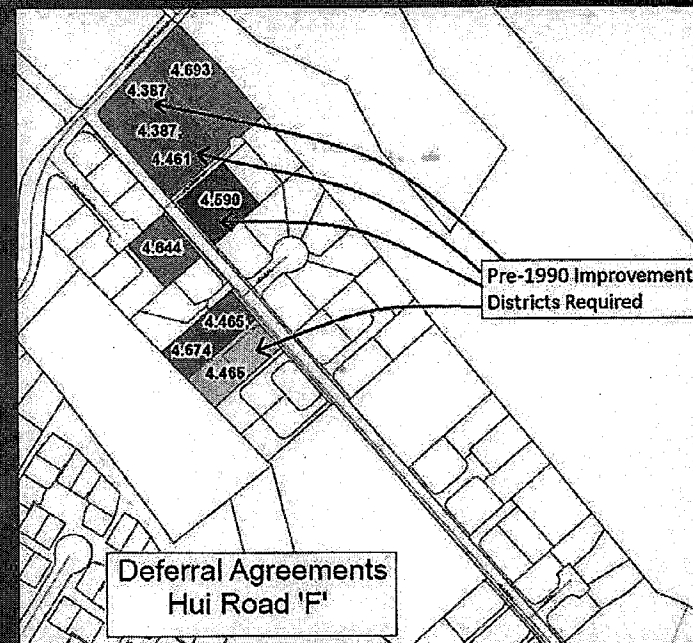 4.693
4.387
4.387,
4.461
4.590
4.644
Pre-1990 Improvement
Districts Required
4.465,
4.674
4.465
Deferral Agreements
Hui Road 'F'